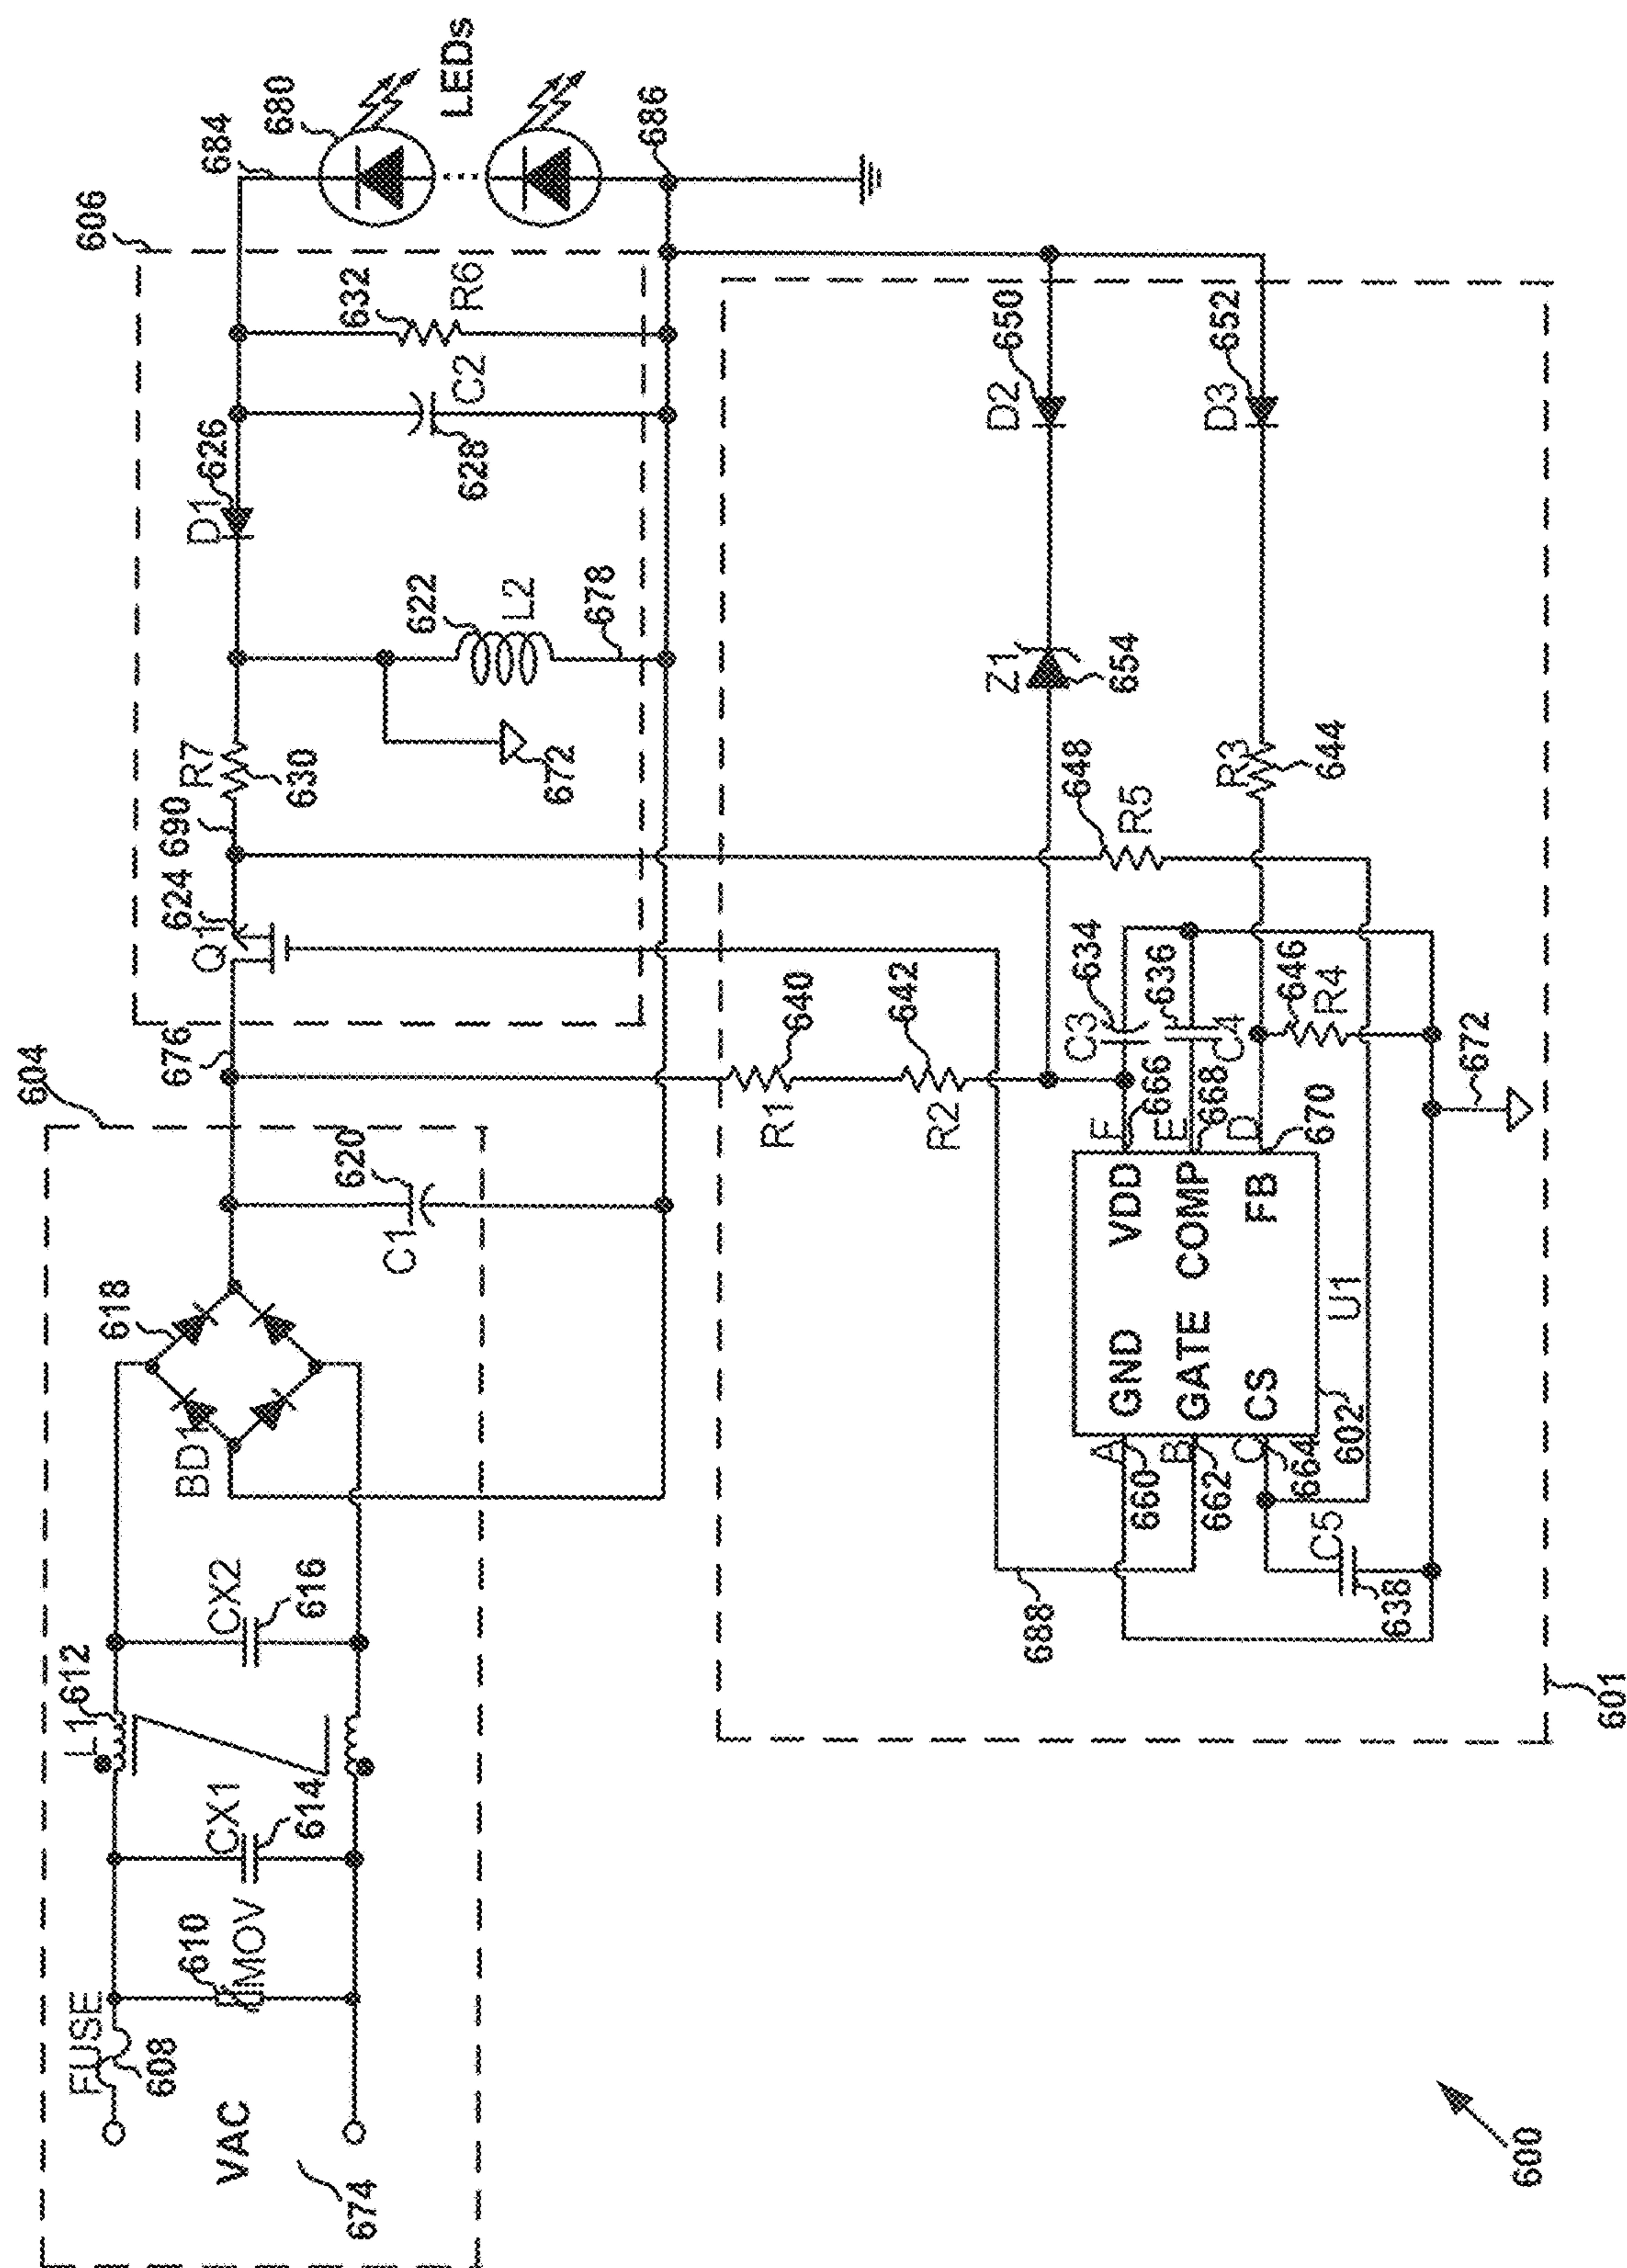 604
FUSE
608
VAC
674
610
MOV
CX1
614
L1
612
CX2
616
BD1
618
C1
620
606
676
Q1
624
690
R7
630
672
622
L2
678
D1
626
C2
628
632
R6
684
680
LEDs
686
R1
640
R2
642
688
Z1
654
D2
650
D3
652
648
R5
R3
644
C3
634
636
C4
646
R4
672
F
666
E
668
D
670
VDD
COMP
FB
GND
GATE
CS
U1
602
A
660
B
662
C
664
C5
638
601
600